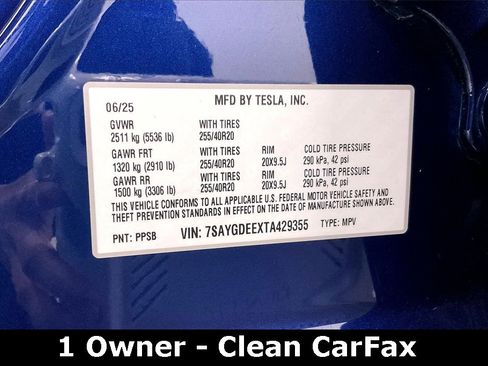 06/25 MFD BY TESLA, INC.
GVWR WITH TIRES
2511 kg (5536 lb) 255/40R20
GAWR FRT WITH TIRES RIM COLD TIRE PRESSURE
1320 kg (2910 lb) 255/40R20 20X9.5J 290 kPa, 42 psi
GAWR RR WITH TIRES RIM COLD TIRE PRESSURE
1500 kg (3306 lb) 255/40R20 20X9.5J 290 kPa, 42 psi
THIS VEHICLE CONFORMS TO ALL APPLICABLE U.S. FEDERAL MOTOR VEHICLE SAFETY AND
THEFT PREVENTION STANDARDS IN EFFECT ON THE DATE OF MANUFACTURE SHOWN ABOVE.
PNT: PPSB VIN: 7SAYGDEEXTA429355 TYPE: MPV
1 Owner - Clean CarFax